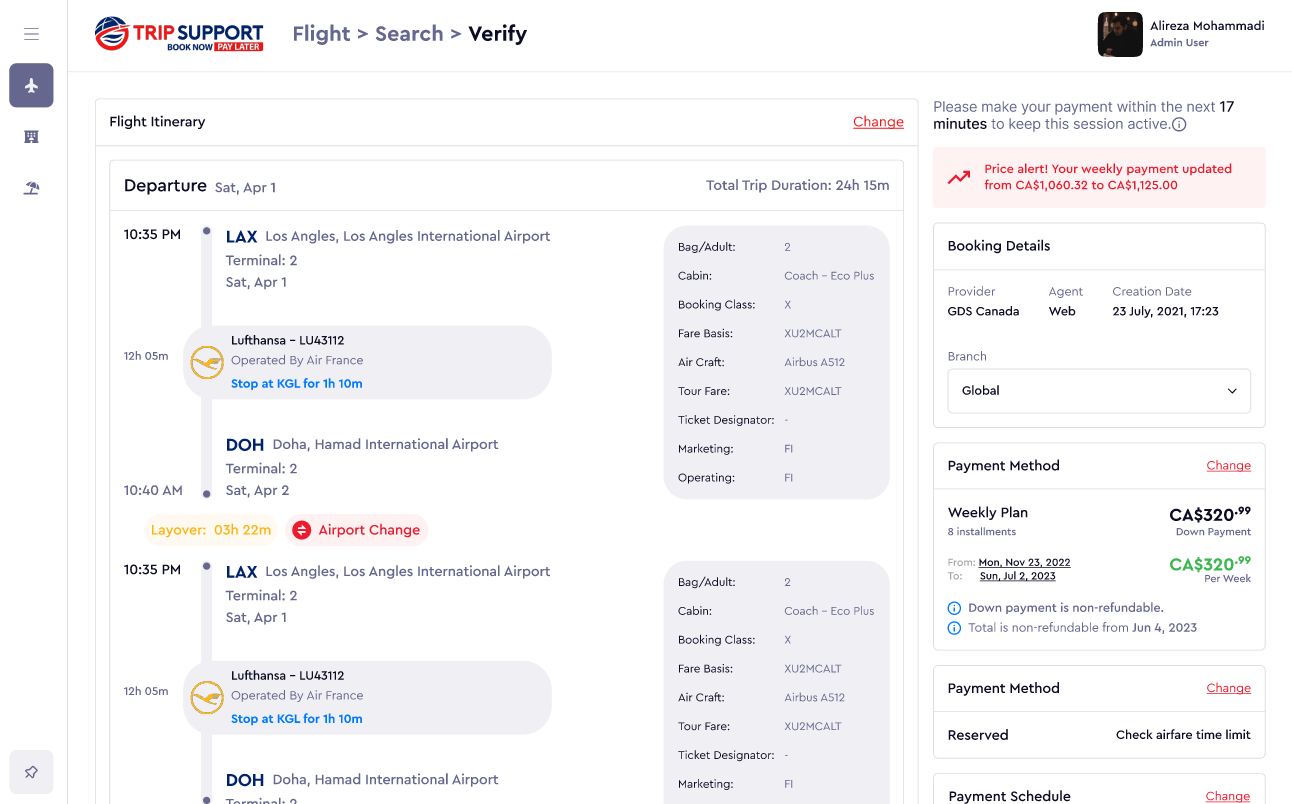 TRIP SUPPORT
BOOK NOW PAY LATER
Flight > Search > Verify
Alireza Mohammadi
Admin User
Flight Itinerary
Change
Departure Sat, Apr 1
Total Trip Duration: 24h 15m
10:35 PM
LAX Los Angles, Los Angles International Airport
Terminal: 2
Sat, Apr 1
12h 05m
Lufthansa - LU43112
Operated By Air France
Stop at KGL for 1h 10m
DOH Doha, Hamad International Airport
Terminal: 2
10:40 AM
Sat, Apr 2
Bag/Adult: 2
Cabin: Coach - Eco Plus
Booking Class: X
Fare Basis: XU2MCALT
Air Craft: Airbus A512
Tour Fare: XU2MCALT
Ticket Designator: -
Marketing: FI
Operating: FI
Layover: 03h 22m
Airport Change
10:35 PM
LAX Los Angles, Los Angles International Airport
Terminal: 2
Sat, Apr 1
12h 05m
Lufthansa - LU43112
Operated By Air France
Stop at KGL for 1h 10m
DOH Doha, Hamad International Airport
Terminal: 2
Bag/Adult: 2
Cabin: Coach - Eco Plus
Booking Class: X
Fare Basis: XU2MCALT
Air Craft: Airbus A512
Tour Fare: XU2MCALT
Ticket Designator: -
Marketing: FI
Please make your payment within the next 17
minutes to keep this session active.
Price alert! Your weekly payment updated
from CA$1,060.32 to CA$1,125.00
Booking Details
Provider Agent Creation Date
GDS Canada Web 23 July, 2021, 17:23
Branch
Global
Payment Method
Change
Weekly Plan CA$320.99
8 installments Down Payment
From: Mon, Nov 23, 2022 CA$320.99
To: Sun, Jul 2, 2023 Per Week
Down payment is non-refundable.
Total is non-refundable from Jun 4, 2023
Payment Method
Change
Reserved Check airfare time limit
Payment Schedule
Change